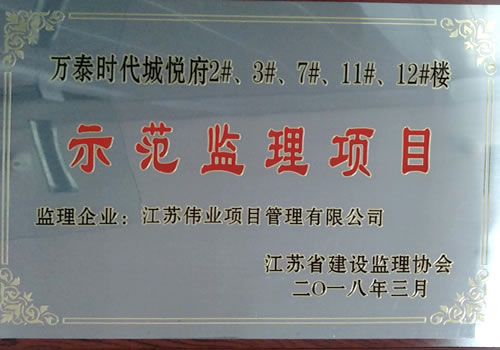 万泰时代城悦府2#、3#、7#、11#、12#楼
示范监理项目
监理企业：江苏伟业项目管理有限公司
江苏省建设监理协会
二〇一八年三月